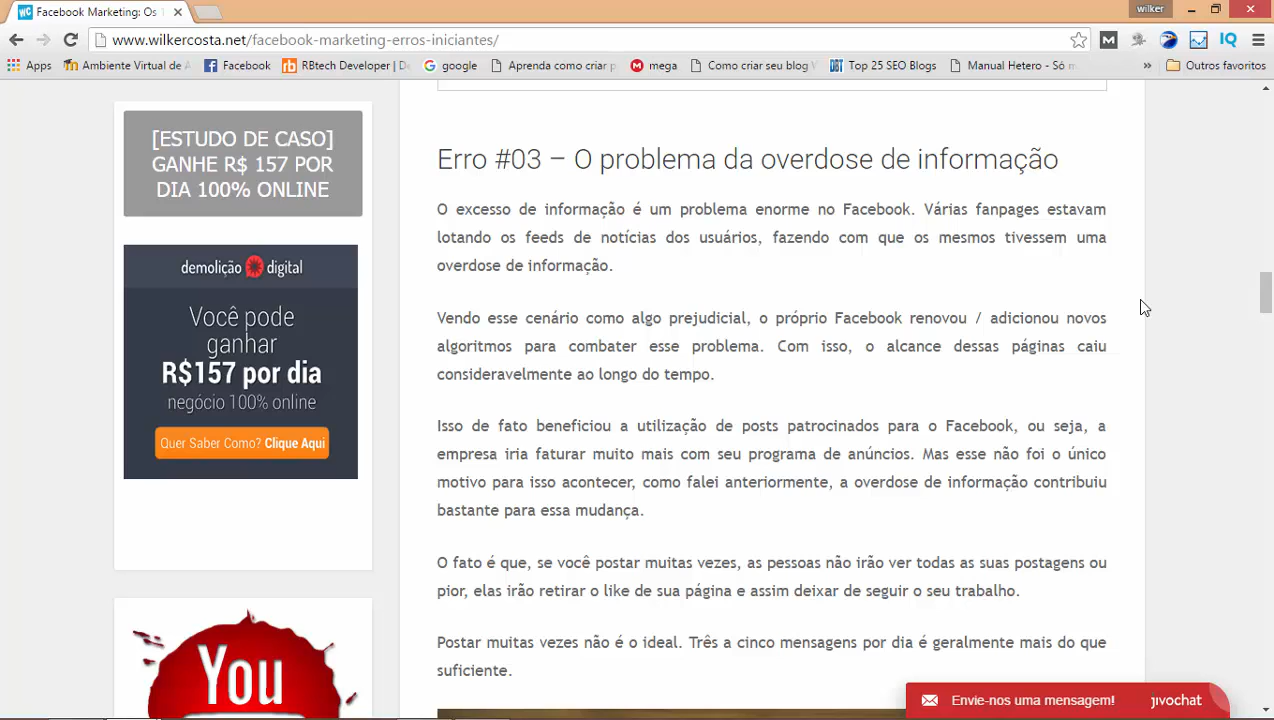 Facebook Marketing: Os
wilker
www.wilkercosta.net/facebook-marketing-erros-iniciantes/
Apps
Ambiente Virtual de A
Facebook
RBtech Developer | De
google
Aprenda como criar p
mega
Como criar seu blog V
Top 25 SEO Blogs
Manual Hetero - Só m
»
Outros favoritos
[ESTUDO DE CASO]
GANHE R$ 157 POR
DIA 100% ONLINE
demolição digital
Você pode
ganhar
R$157 por dia
negócio 100% online
Quer Saber Como? Clique Aqui
You
Erro #03 – O problema da overdose de informação
O excesso de informação é um problema enorme no Facebook. Várias fanpages estavam
lotando os feeds de notícias dos usuários, fazendo com que os mesmos tivessem uma
overdose de informação.
Vendo esse cenário como algo prejudicial, o próprio Facebook renovou / adicionou novos
algoritmos para combater esse problema. Com isso, o alcance dessas páginas caiu
consideravelmente ao longo do tempo.
Isso de fato beneficiou a utilização de posts patrocinados para o Facebook, ou seja, a
empresa iria faturar muito mais com seu programa de anúncios. Mas esse não foi o único
motivo para isso acontecer, como falei anteriormente, a overdose de informação contribuiu
bastante para essa mudança.
O fato é que, se você postar muitas vezes, as pessoas não irão ver todas as suas postagens ou
pior, elas irão retirar o like de sua página e assim deixar de seguir o seu trabalho.
Postar muitas vezes não é o ideal. Três a cinco mensagens por dia é geralmente mais do que
suficiente.
Envie-nos uma mensagem! jivochat